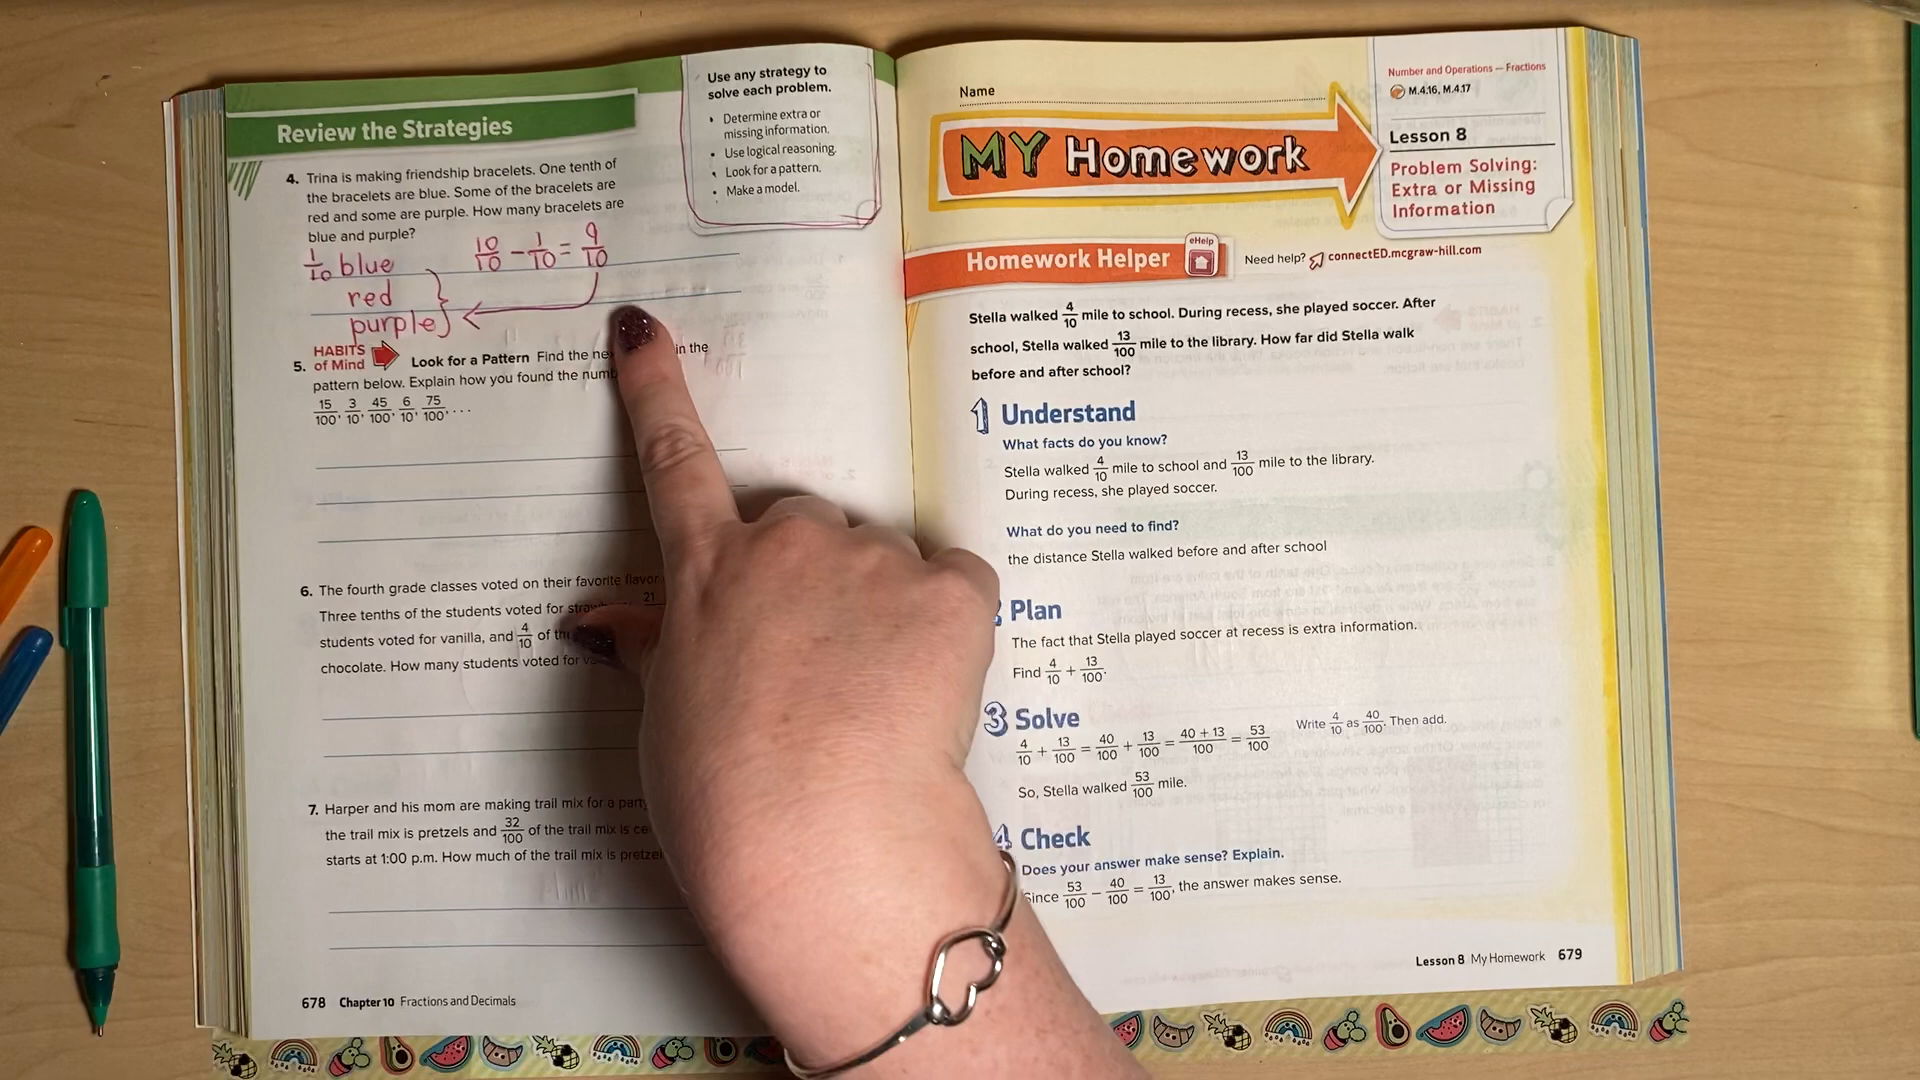 Review the Strategies
Use any strategy to
solve each problem.
• Determine extra or
missing information.
• Use logical reasoning.
• Look for a pattern.
• Make a model.
4. Trina is making friendship bracelets. One tenth of
the bracelets are blue. Some of the bracelets are
red and some are purple. How many bracelets are
blue and purple?
1/10 blue
red
purple
10/10 - 1/10 = 9/10
HABITS
5. of Mind Look for a Pattern Find the in the
pattern below. Explain how you found the
15/100, 3/10, 45/100, 6/10, 75/100, . . .
6. The fourth grade classes voted on their favorite flavor
Three tenths of the students voted for 21
students voted for vanilla, and 4/10 of
chocolate. How many students voted for
7. Harper and his mom are making trail mix for a
the trail mix is pretzels and 32/100 of the trail mix is
starts at 1:00 p.m. How much of the trail mix is
678 Chapter 10 Fractions and Decimals
Name
MY Homework
Number and Operations – Fractions
M.4.16, M.4.17
Lesson 8
Problem Solving:
Extra or Missing
Information
Homework Helper
eHelp
Need help? connectED.mcgraw-hill.com
Stella walked 4/10 mile to school. During recess, she played soccer. After
school, Stella walked 13/100 mile to the library. How far did Stella walk
before and after school?
1 Understand
What facts do you know?
Stella walked 4/10 mile to school and 13/100 mile to the library.
During recess, she played soccer.
What do you need to find?
the distance Stella walked before and after school
Plan
The fact that Stella played soccer at recess is extra information.
Find 4/10 + 13/100.
3 Solve
4/10 + 13/100 = 40/100 + 13/100 = 40 + 13/100 = 53/100 Write 4/10 as 40/100. Then add.
So, Stella walked 53/100 mile.
4 Check
Does your answer make sense? Explain.
Since 53/100 - 40/100 = 13/100, the answer makes sense.
Lesson 8 My Homework 679